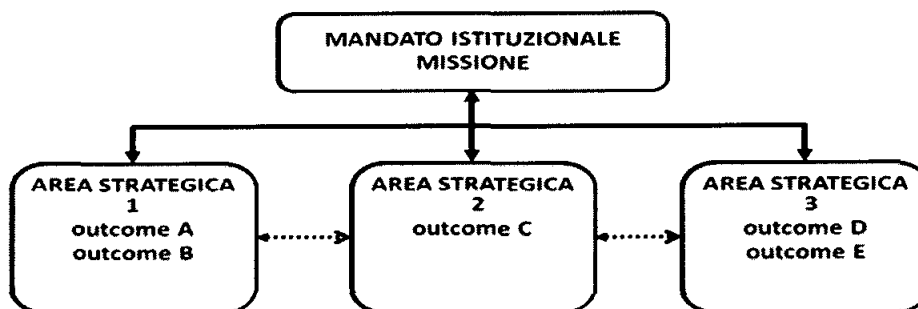 MANDATO ISTITUZIONALE
MISSIONE
AREA STRATEGICA
1
outcome A
outcome B
AREA STRATEGICA
2
outcome C
AREA STRATEGICA
3
outcome D
outcome E